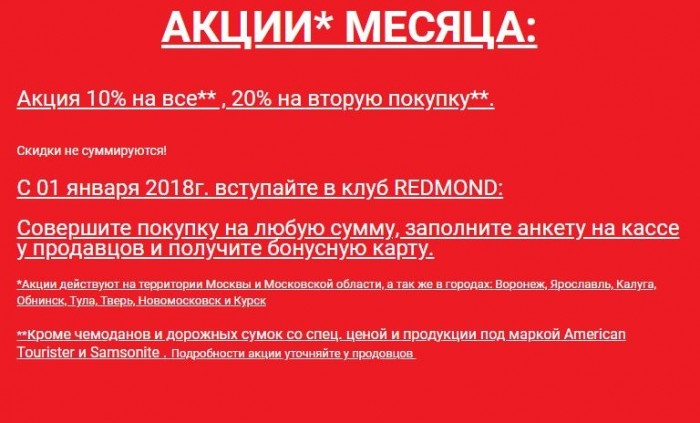 АКЦИИ* МЕСЯЦА:
Акция 10% на все** , 20% на вторую покупку**.
Скидки не суммируются!
С 01 января 2018г. вступайте в клуб REDMOND:
Совершите покупку на любую сумму, заполните анкету на кассе
у продавцов и получите бонусную карту.
*Акции действуют на территории Москвы и Московской области, а так же в городах: Воронеж, Ярославль, Калуга,
Обнинск, Тула, Тверь, Новомосковск и Курск
**Кроме чемоданов и дорожных сумок со спец. ценой и продукции под маркой American
Tourister и Samsonite . Подробности акции уточняйте у продовцов